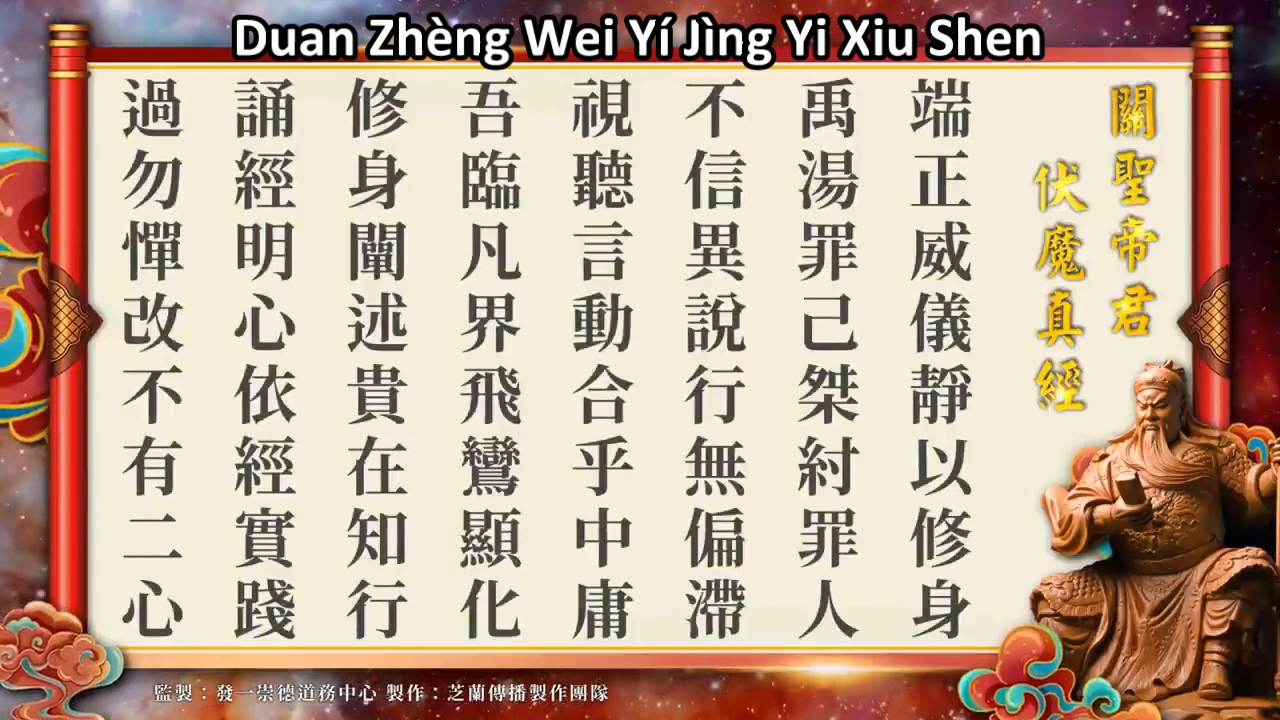 Duan Zhèng Wei Yí Jìng Yi Xiu Shen
關聖帝君
伏魔真經
端正威儀靜以修身
禹湯罪己桀紂罪人
不信異說行無偏滯
視聽言動合乎中庸
吾臨凡界飛鸞顯化
修身闡述貴在知行
誦經明心依經實踐
過勿憚改不有二心
監製：發一崇德道務中心 製作：芝蘭傳播製作團隊